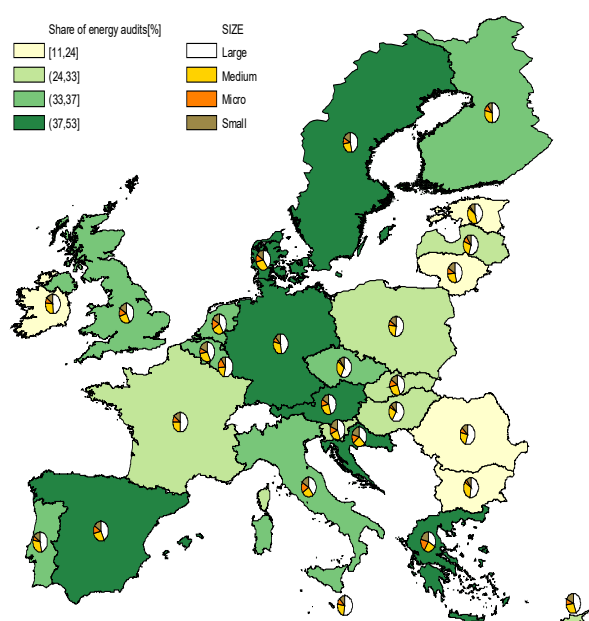 Share of energy audits[%]
[11,24]
(24,33]
(33,37]
(37,53]
SIZE
Large
Medium
Micro
Small